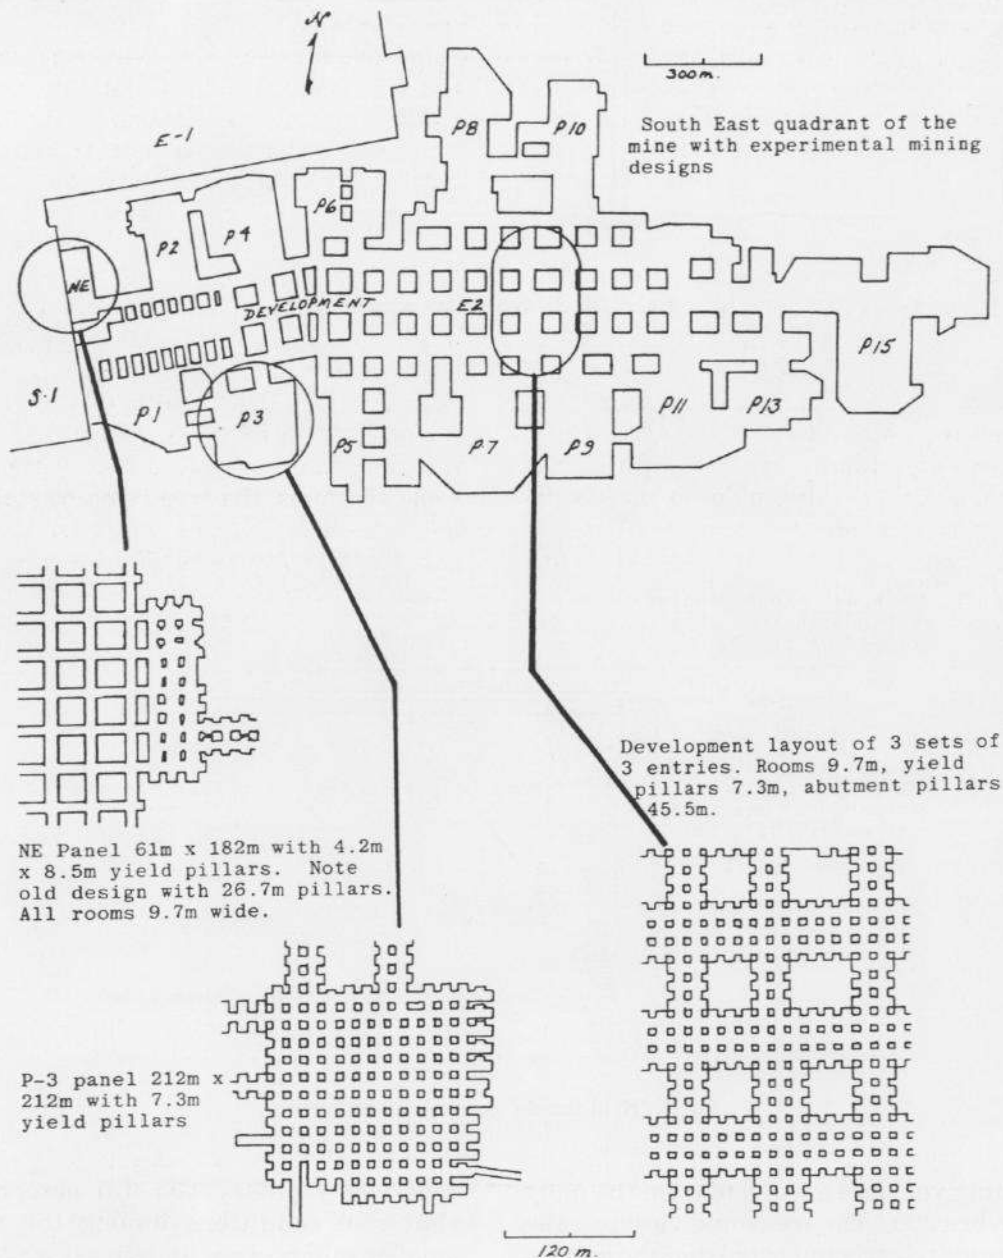 N
300m.
South East quadrant of the
mine with experimental mining
designs
E-1
P8
P10
P6
P2
P4
NE
DEVELOPMENT
E2
P15
S-1
P1
P3
P5
P7
P9
P11
P13
Development layout of 3 sets of
3 entries. Rooms 9.7m, yield
pillars 7.3m, abutment pillars
45.5m.
NE Panel 61m x 182m with 4.2m
x 8.5m yield pillars. Note
old design with 26.7m pillars.
All rooms 9.7m wide.
P-3 panel 212m x
212m with 7.3m
yield pillars
120 m.